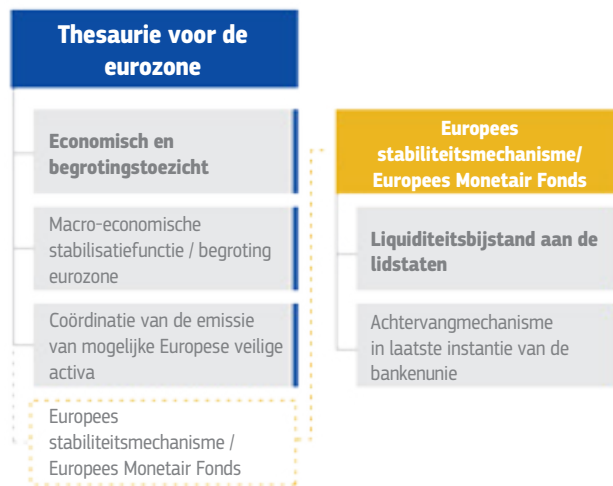 Thesaurie voor de
eurozone
Economisch en
begrotingstoezicht
Macro-economische
stabilisatiefunctie / begroting
eurozone
Coördinatie van de emissie
van mogelijke Europese veilige
activa
Europees
stabiliteitsmechanisme /
Europees Monetair Fonds
Europees
stabiliteitsmechanisme/
Europees Monetair Fonds
Liquiditeitsbijstand aan de
lidstaten
Achtervangmechanisme
in laatste instantie van de
bankenunie